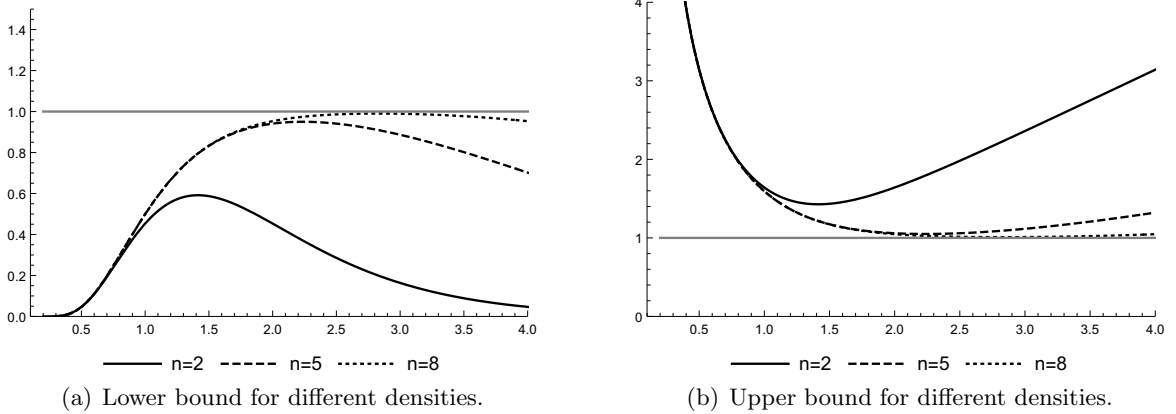 1.4
1.2
1.0
0.8
0.6
0.4
0.2
0.0
0.5 1.0 1.5 2.0 2.5 3.0 3.5 4.0
n=2 n=5 n=8
(a) Lower bound for different densities.
4
3
2
1
0
0.5 1.0 1.5 2.0 2.5 3.0 3.5 4.0
n=2 n=5 n=8
(b) Upper bound for different densities.